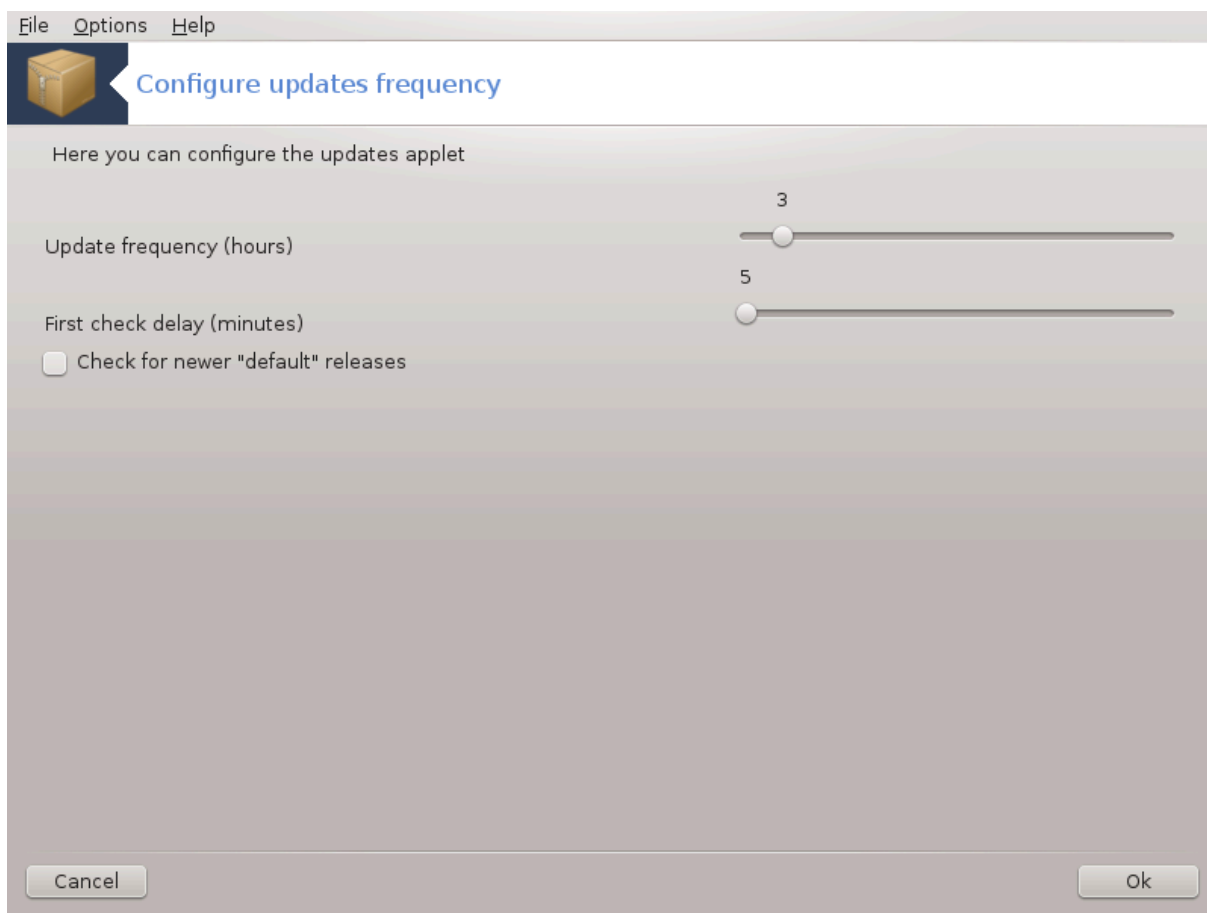 File Options Help
Configure updates frequency
Here you can configure the updates applet
3
Update frequency (hours)
5
First check delay (minutes)
Check for newer "default" releases
Cancel Ok